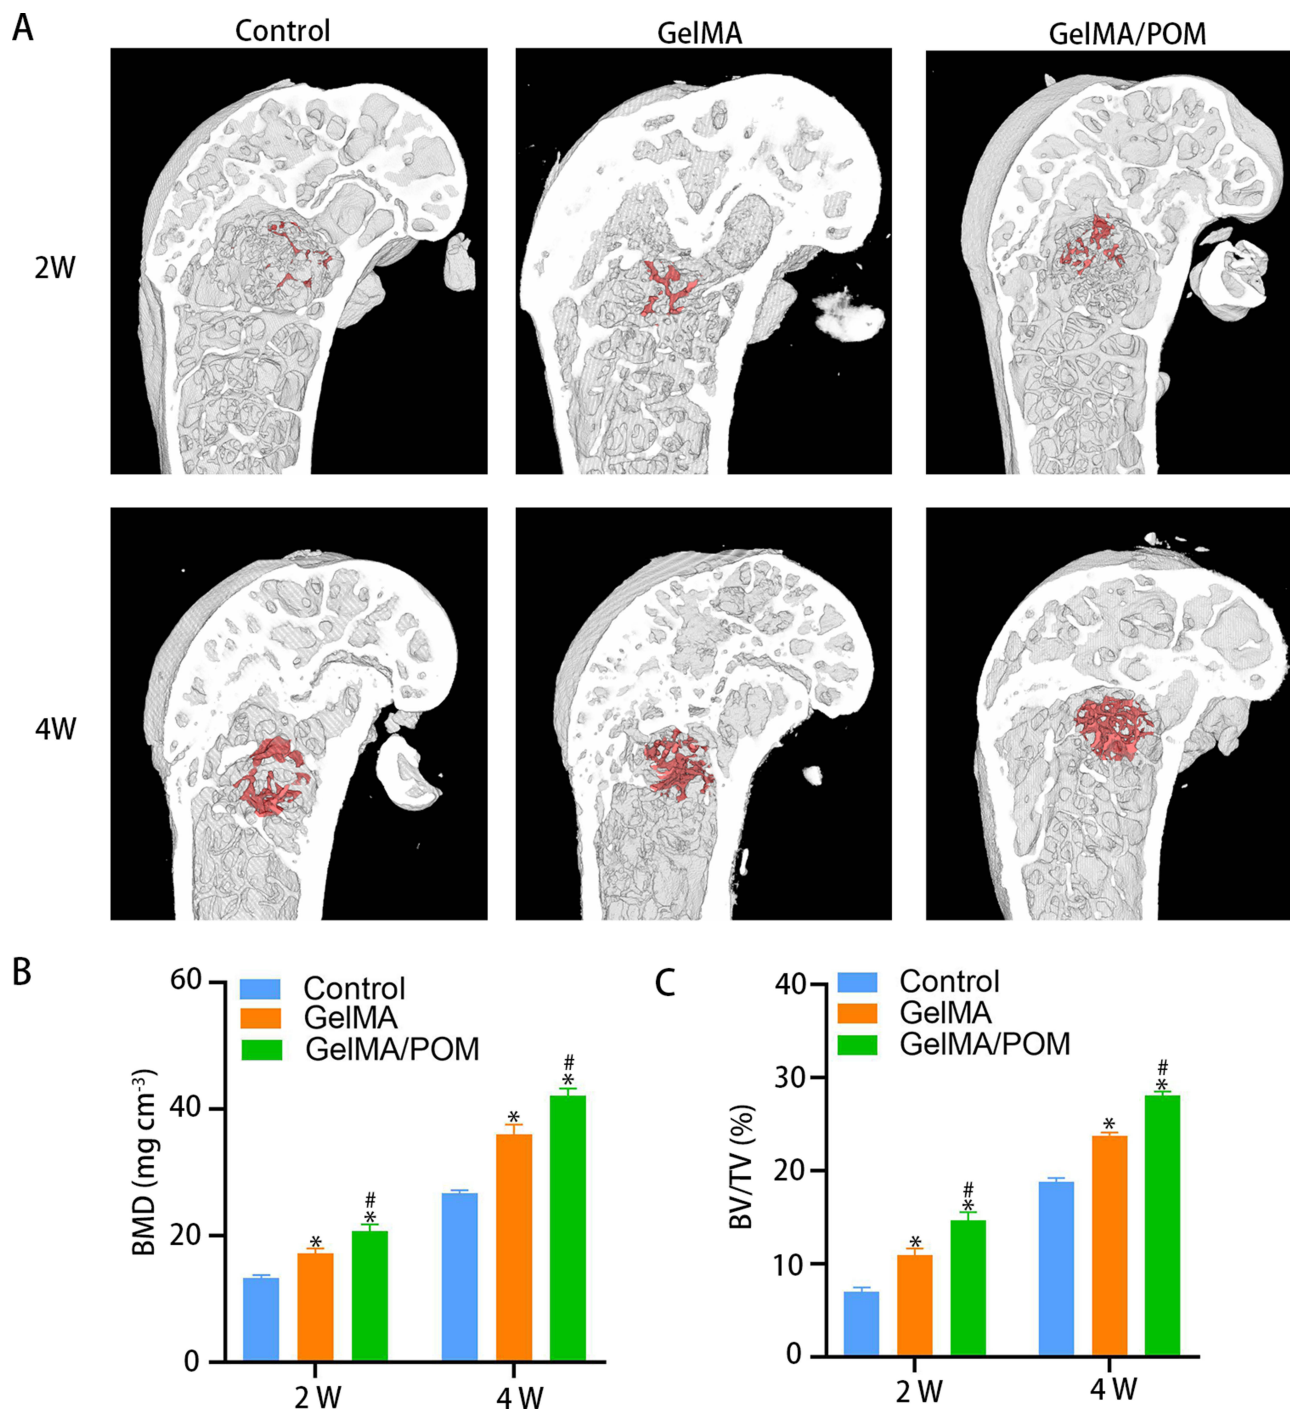 A
Control
GelMA
GelMA/POM
2W
4W
B
60
40
20
0
BMD (mg cm-3)
Control
GelMA
GelMA/POM
*
#
*
*
#
*
2 W
4 W
C
40
30
20
10
0
BV/TV (%)
Control
GelMA
GelMA/POM
*
#
*
*
#
*
2 W
4 W